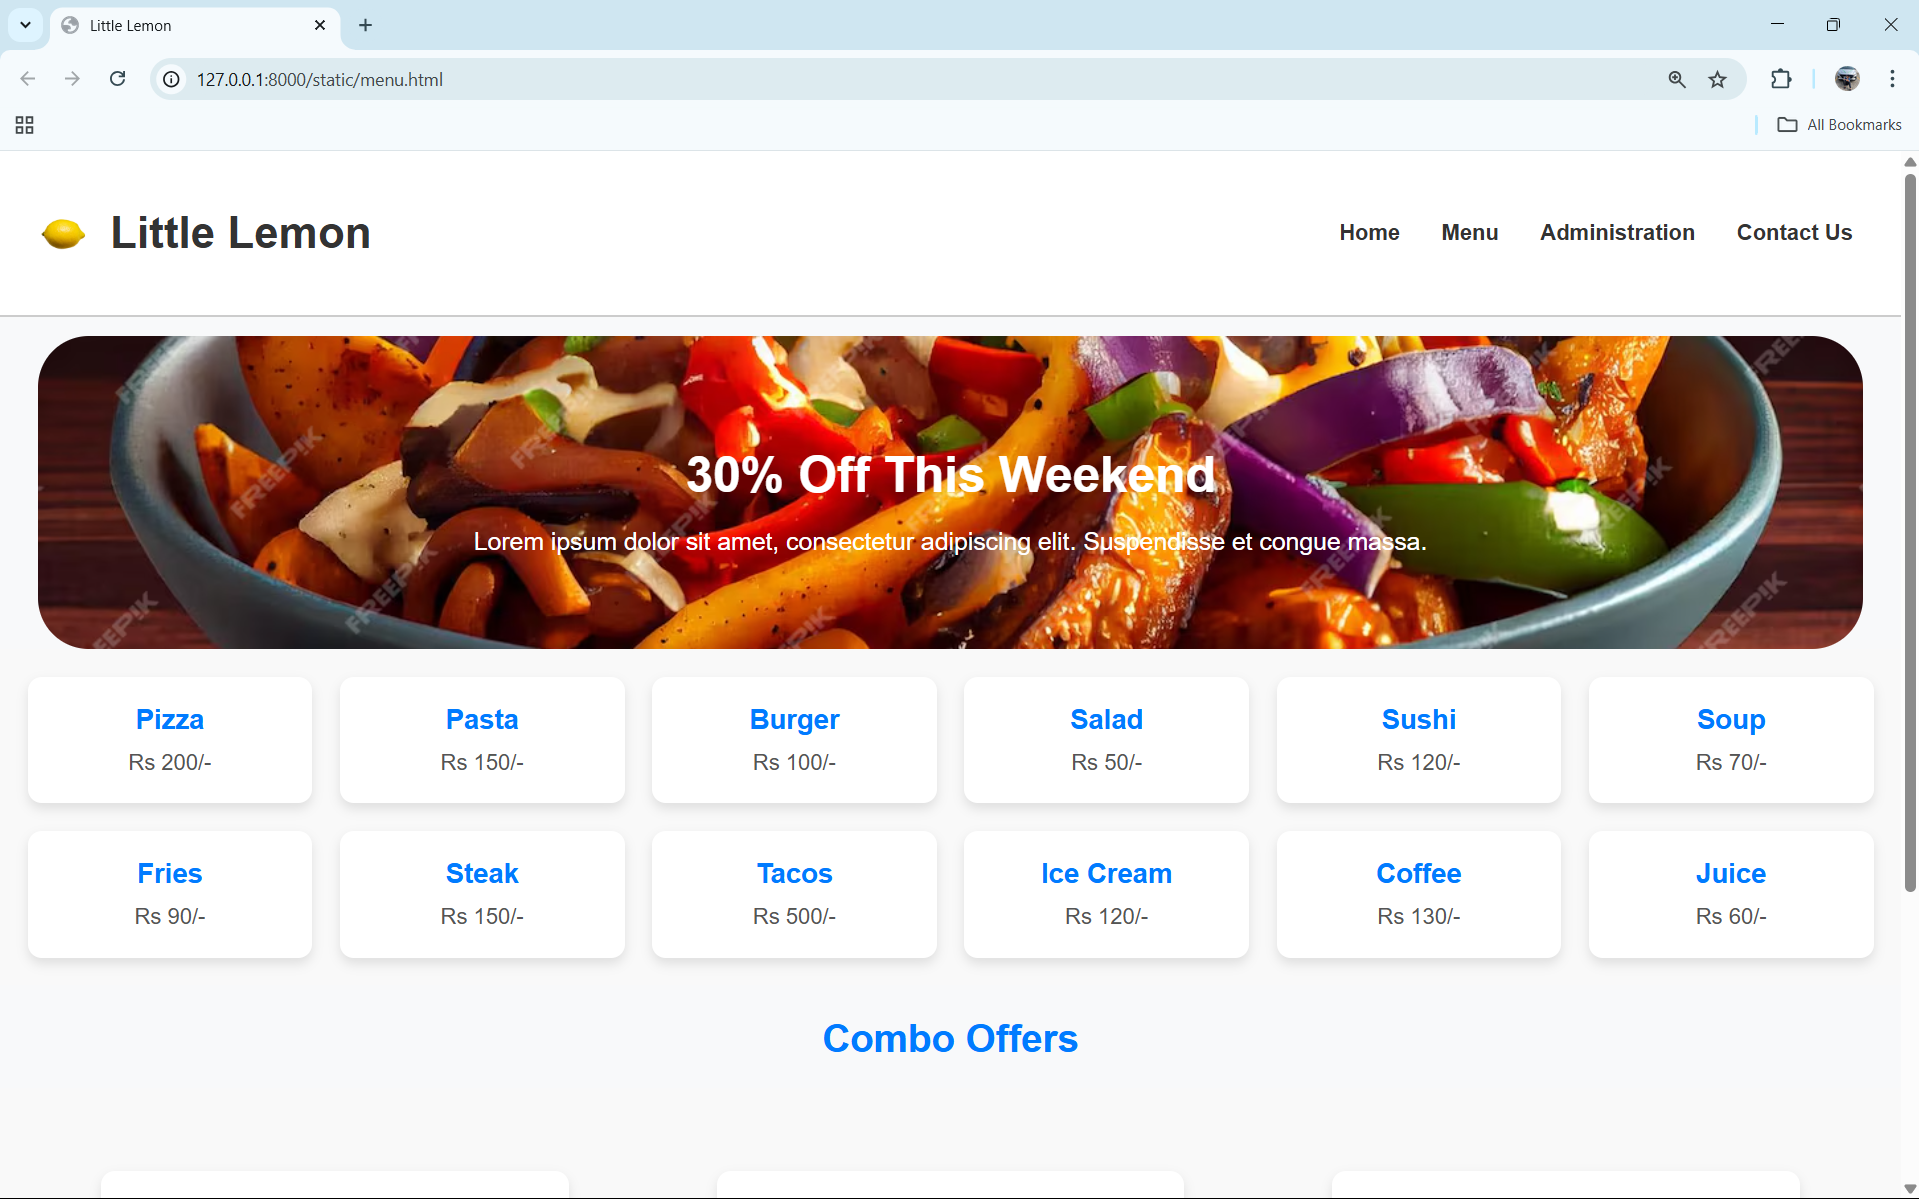 Little Lemon
127.0.0.1:8000/static/menu.html
All Bookmarks
Little Lemon
Home Menu Administration Contact Us
30% Off This Weekend
Lorem ipsum dolor sit amet, consectetur adipiscing elit. Suspendisse et congue massa.
FREEPIK
Pizza Pasta Burger Salad Sushi Soup
Rs 200/- Rs 150/- Rs 100/- Rs 50/- Rs 120/- Rs 70/-
Fries Steak Tacos Ice Cream Coffee Juice
Rs 90/- Rs 150/- Rs 500/- Rs 120/- Rs 130/- Rs 60/-
Combo Offers